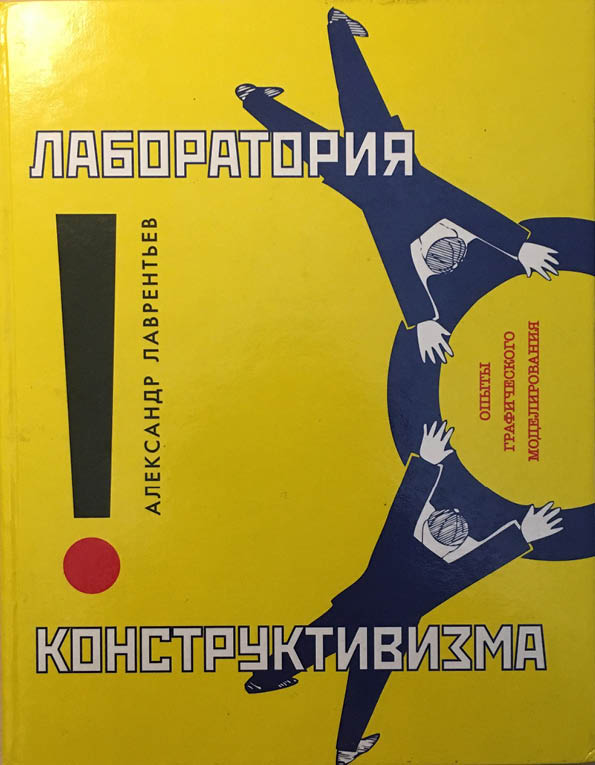 ЛАБОРАТОРИЯ
АЛЕКСАНДР ЛАВРЕНТЬЕВ
!
ОПЫТЫ
ГРАФИЧЕСКОГО
МОДЕЛИРОВАНИЯ
КОНСТРУКТИВИЗМА